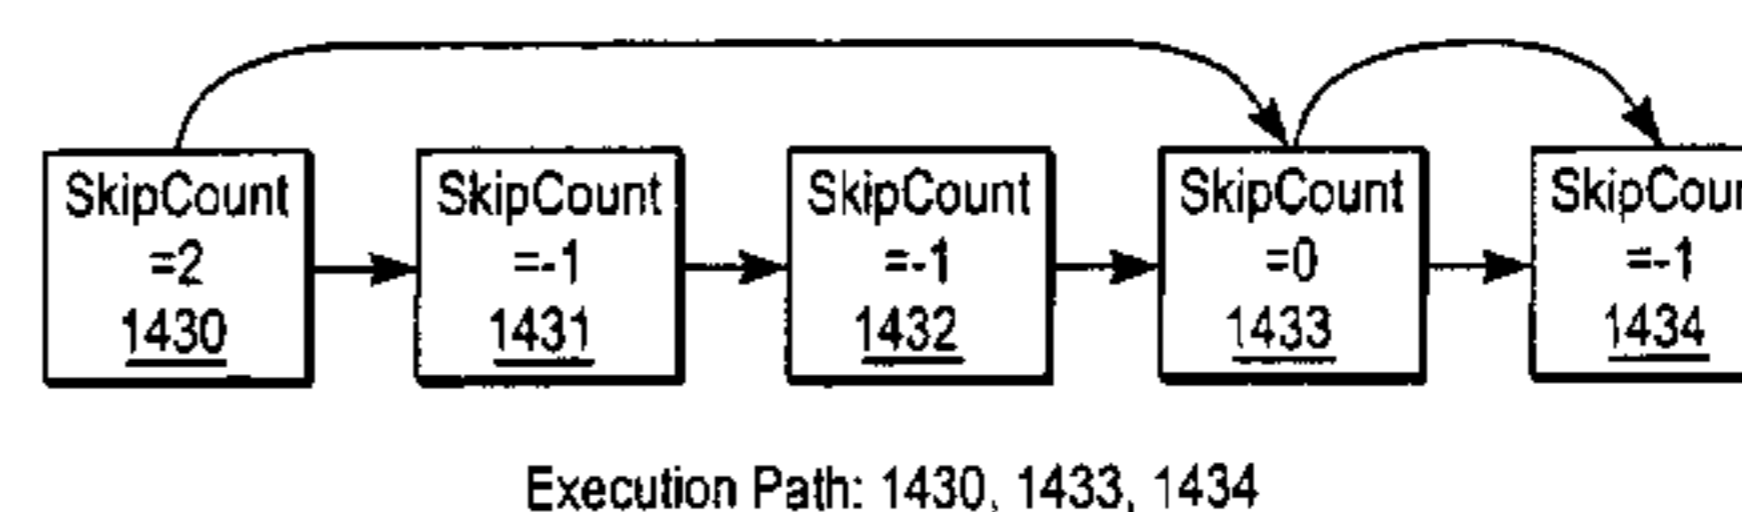 SkipCount SkipCount SkipCount SkipCount SkipCoun
=2 =-1 =-1 =0 =-1
1430 1431 1432 1433 1434
Execution Path: 1430, 1433, 1434